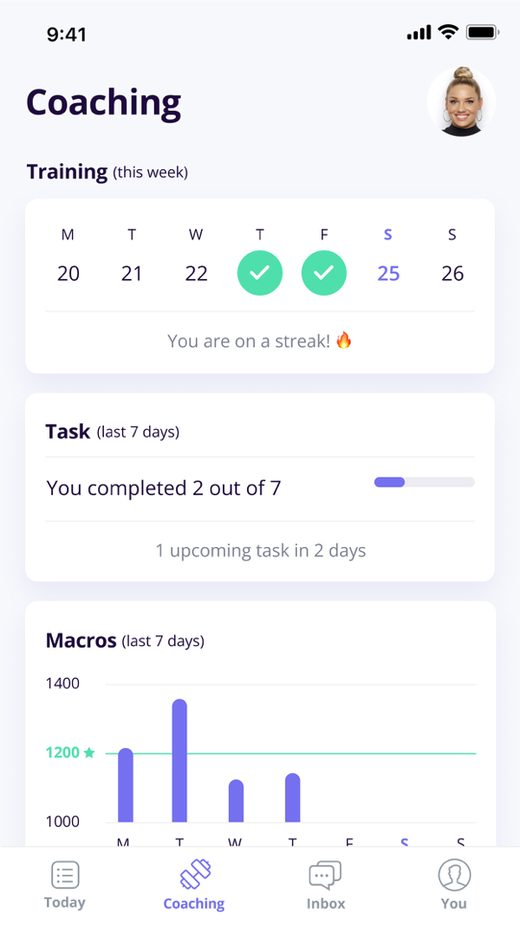 9:41
Coaching
Training (this week)
M T W T F S S
20 21 22 25 26
You are on a streak! 🔥
Task (last 7 days)
You completed 2 out of 7
1 upcoming task in 2 days
Macros (last 7 days)
1400
1200 ★
1000
M T W T F S S
Today Coaching Inbox You